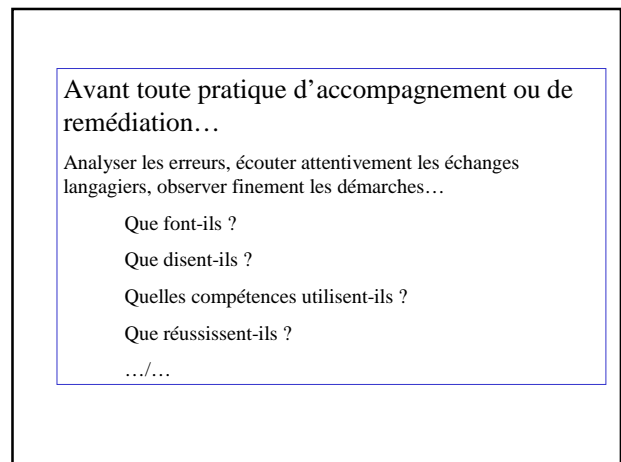 Avant toute pratique d’accompagnement ou de
remédiation…
Analyser les erreurs, écouter attentivement les échanges
langagiers, observer finement les démarches…
Que font-ils ?
Que disent-ils ?
Quelles compétences utilisent-ils ?
Que réussissent-ils ?
…/…